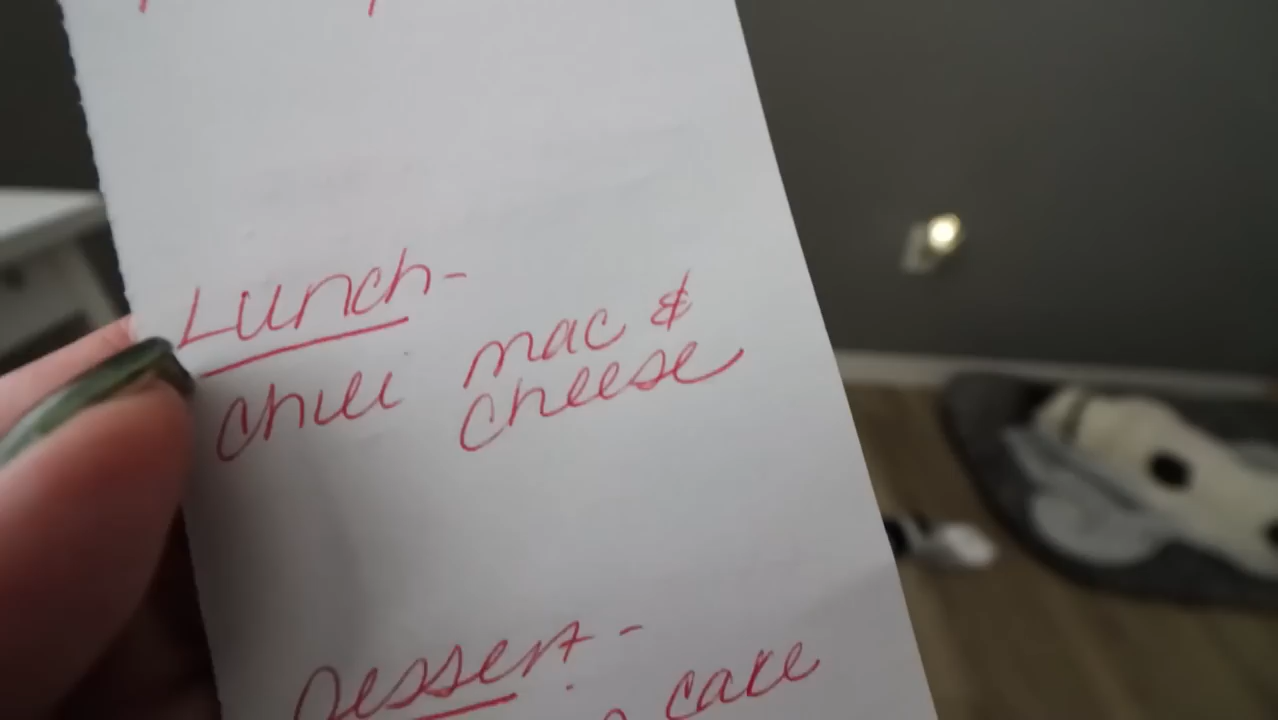 Lunch-
Chili mac &
cheese
Dessert-
cake